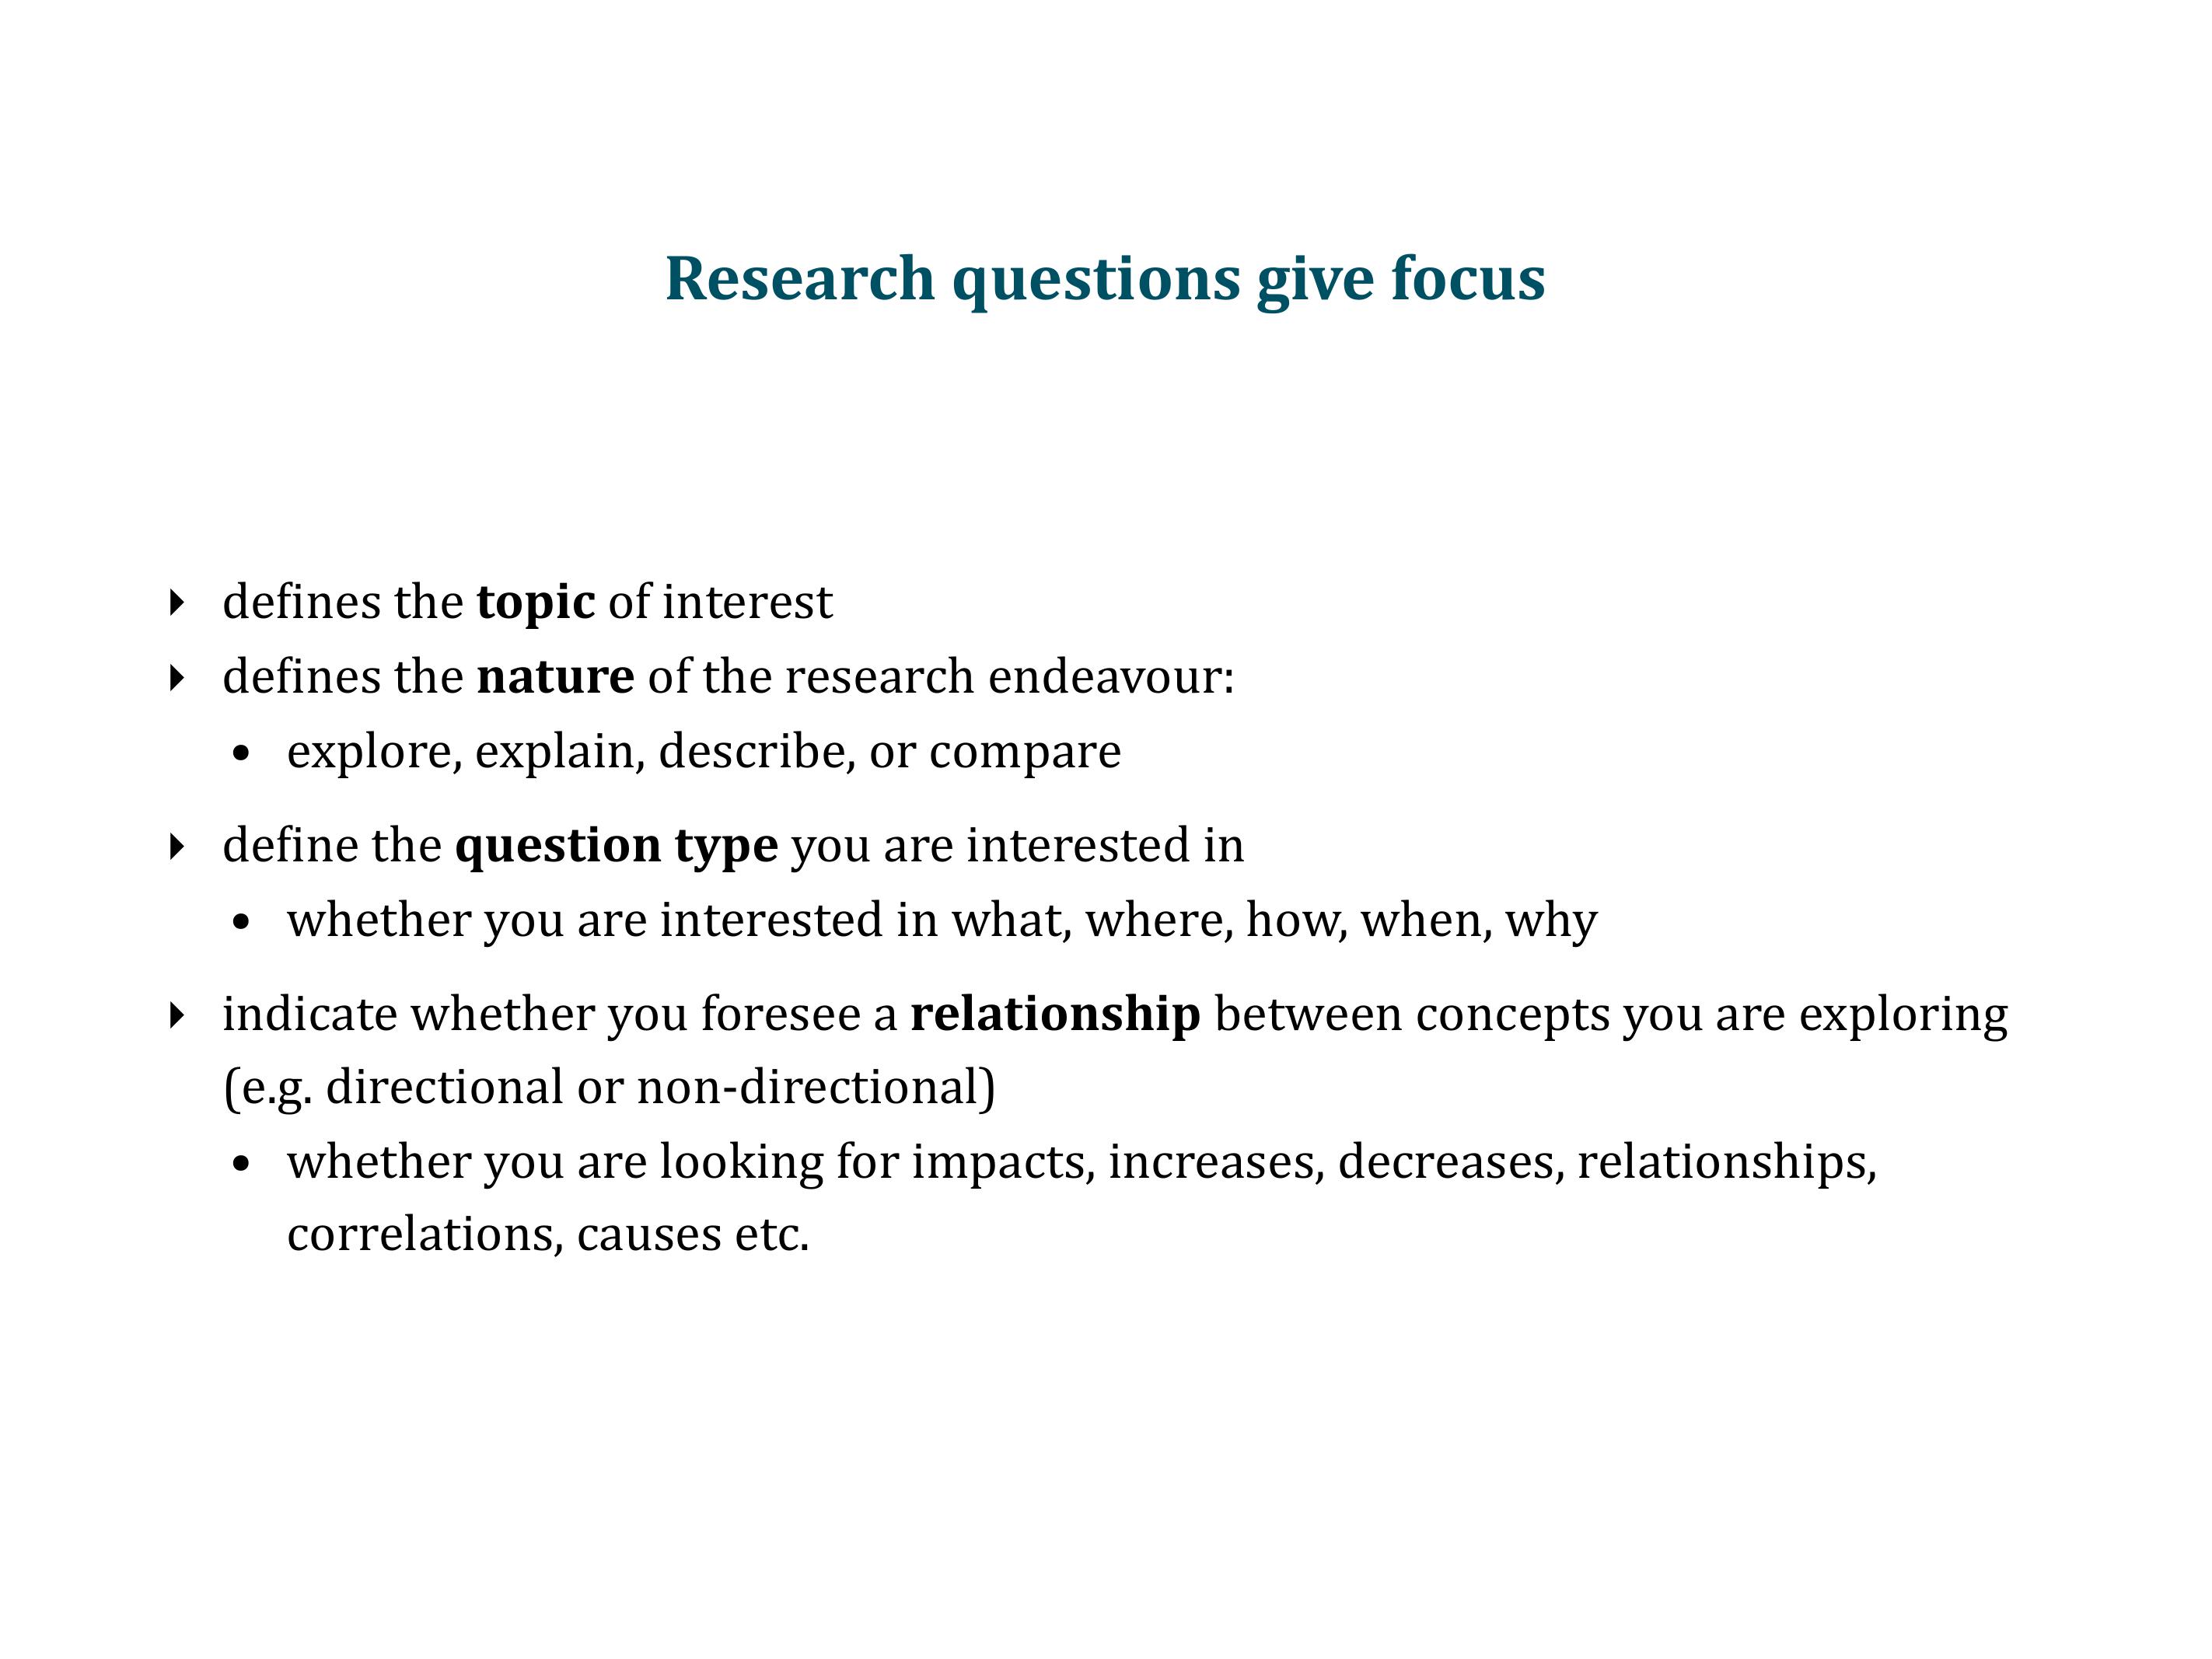 Research questions give focus
‣ defines the topic of interest
‣ defines the nature of the research endeavour:
• explore, explain, describe, or compare
‣ define the question type you are interested in
• whether you are interested in what, where, how, when, why
‣ indicate whether you foresee a relationship between concepts you are exploring
(e.g. directional or non-directional)
• whether you are looking for impacts, increases, decreases, relationships,
correlations, causes etc.